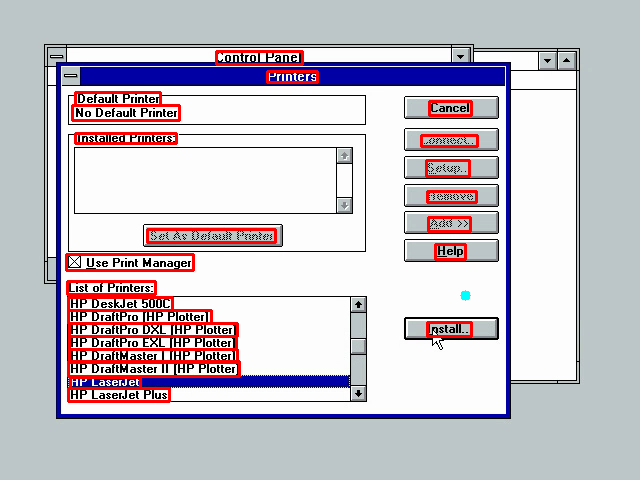 Control Panel
Printers
Default Printer
No Default Printer
Cancel
Installed Printers:
Connect...
Setup...
Remove
Add >>
Set As Default Printer
Help
Use Print Manager
List of Printers:
HP DeskJet 500C
HP DraftPro [HP Plotter]
HP DraftPro DXL [HP Plotter]
HP DraftPro EXL [HP Plotter]
HP DraftMaster I [HP Plotter]
HP DraftMaster II [HP Plotter
HP LaserJet
HP LaserJet Plus
Install...